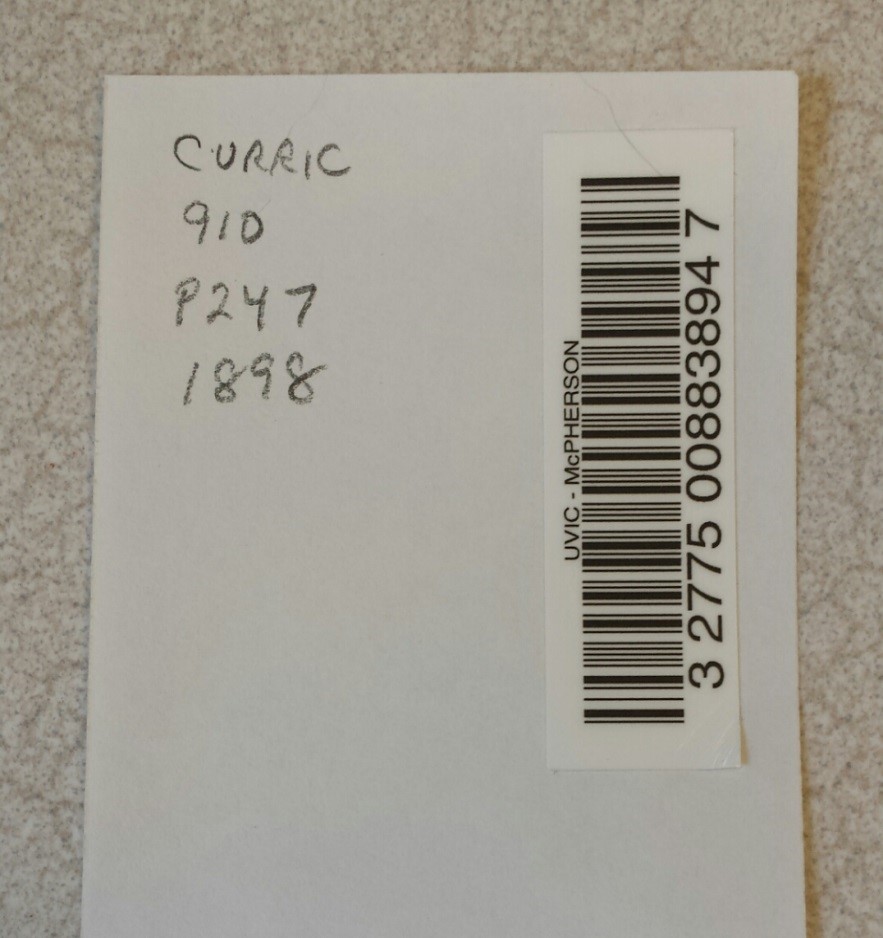 CURRIC
910
P247
1898
UVIC - McPHERSON
3 2775 00883894 7